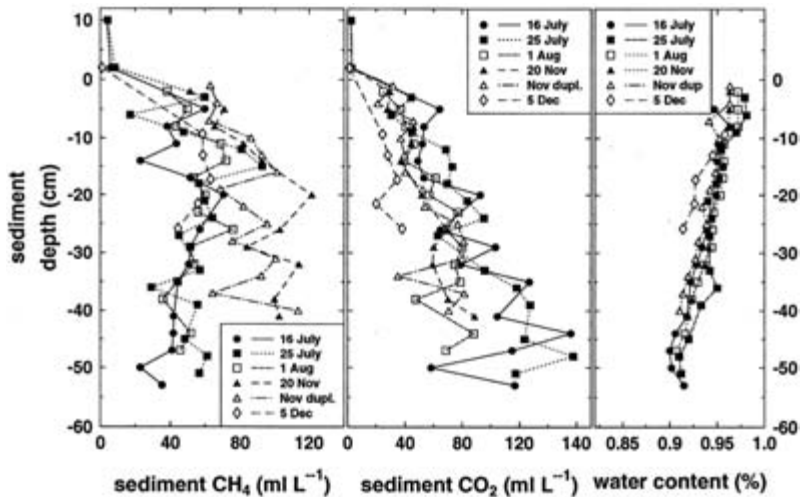 10
0
-10
-20
-30
-40
-50
-60
sediment
depth (cm)
16 July
25 July
1 Aug
20 Nov
Nov dupl.
5 Dec
0 40 80 120
sediment CH4 (ml L−1)
16 July
25 July
1 Aug
20 Nov
Nov dupl.
5 Dec
0 20 40 60 80 100 120 140
sediment CO2 (ml L−1)
16 July
25 July
1 Aug
20 Nov
Nov dup
5 Dec
10
0
-10
-20
-30
-40
-50
-60
0.85 0.9 0.95 1.0
water content (%)